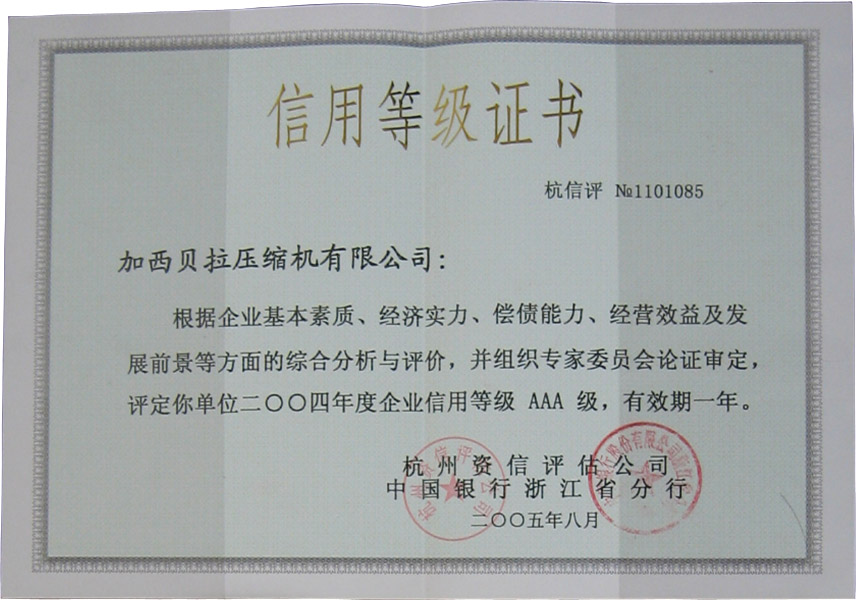 信用等级证书
杭信评 №1101085
加西贝拉压缩机有限公司：
根据企业基本素质、经济实力、偿债能力、经营效益及发
展前景等方面的综合分析与评价，并组织专家委员会论证审定，
评定你单位二〇〇四年度企业信用等级 AAA 级，有效期一年。
杭州资信评估公司
中国银行浙江省分行
二〇〇五年八月